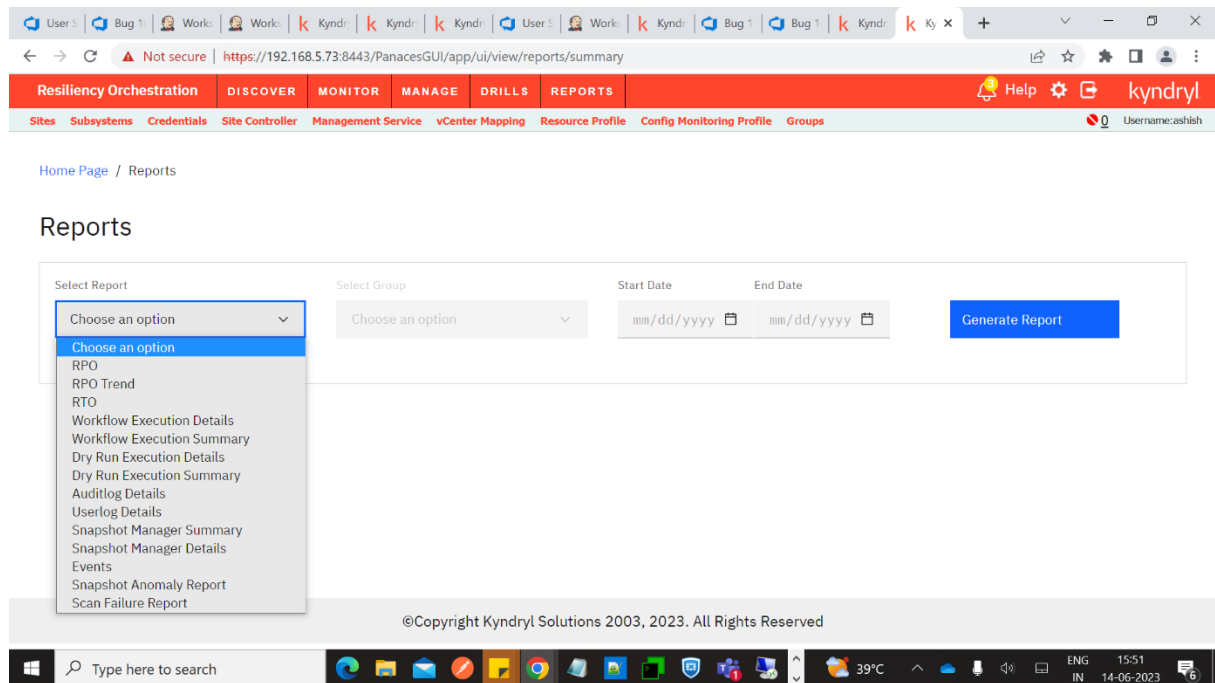 User S Bug 1 Works Works Kyndr Kyndr Kyndr User S Works Kyndr Bug 1 Bug 1 Kyndr Ky
Not secure https://192.168.5.73:8443/PanacesGUI/app/ui/view/reports/summary
Resiliency Orchestration DISCOVER MONITOR MANAGE DRILLS REPORTS 3 Help kyndryl
Sites Subsystems Credentials Site Controller Management Service vCenter Mapping Resource Profile Config Monitoring Profile Groups 0 Username:ashish
Home Page / Reports
Reports
Select Report Select Group Start Date End Date
Choose an option Choose an option mm/dd/yyyy mm/dd/yyyy Generate Report
Choose an option
RPO
RPO Trend
RTO
Workflow Execution Details
Workflow Execution Summary
Dry Run Execution Details
Dry Run Execution Summary
Auditlog Details
Userlog Details
Snapshot Manager Summary
Snapshot Manager Details
Events
Snapshot Anomaly Report
Scan Failure Report
©Copyright Kyndryl Solutions 2003, 2023. All Rights Reserved
Type here to search 39°C ENG 15:51
IN 14-06-2023 6